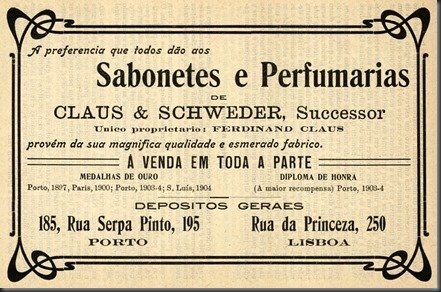 A preferencia que todos dão aos
Sabonetes e Perfumarias
DE
CLAUS & SCHWEDER, Successor
Unico proprietario: FERDINAND CLAUS
provém da sua magnifica qualidade e esmerado fabrico.
Á VENDA EM TODA A PARTE
MEDALHAS DE OURO
Porto, 1897, Paris, 1900; Porto, 1903-4; S. Luis, 1904
DIPLOMA DE HONRA
(A maior recompensa) Porto, 1903-4
DEPOSITOS GERAES
185, Rua Serpa Pinto, 195
PORTO
Rua da Princeza, 250
LISBOA